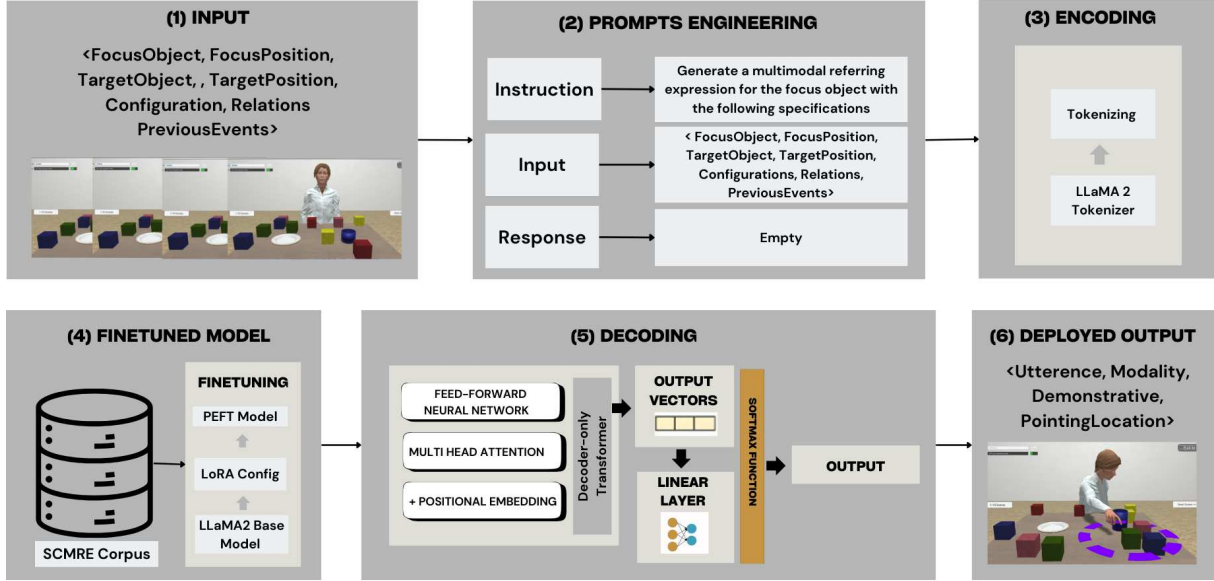 (1) INPUT
<FocusObject, FocusPosition,
TargetObject, , TargetPosition,
Configuration, Relations
PreviousEvents>
(2) PROMPTS ENGINEERING
Instruction
Generate a multimodal referring
expression for the focus object with
the following specifications
Input
< FocusObject, FocusPosition,
TargetObject, TargetPosition,
Configurations, Relations,
PreviousEvents>
Response
Empty
(3) ENCODING
Tokenizing
LLaMA 2
Tokenizer
(4) FINETUNED MODEL
SCMRE Corpus
FINETUNING
PEFT Model
LoRA Config
LLaMA2 Base
Model
(5) DECODING
FEED-FORWARD
NEURAL NETWORK
MULTI HEAD ATTENTION
+ POSITIONAL EMBEDDING
Decoder-only
Transformer
OUTPUT
VECTORS
LINEAR
LAYER
SOFTMAX FUNCTION
OUTPUT
(6) DEPLOYED OUTPUT
<Utterence, Modality,
Demonstrative,
PointingLocation>